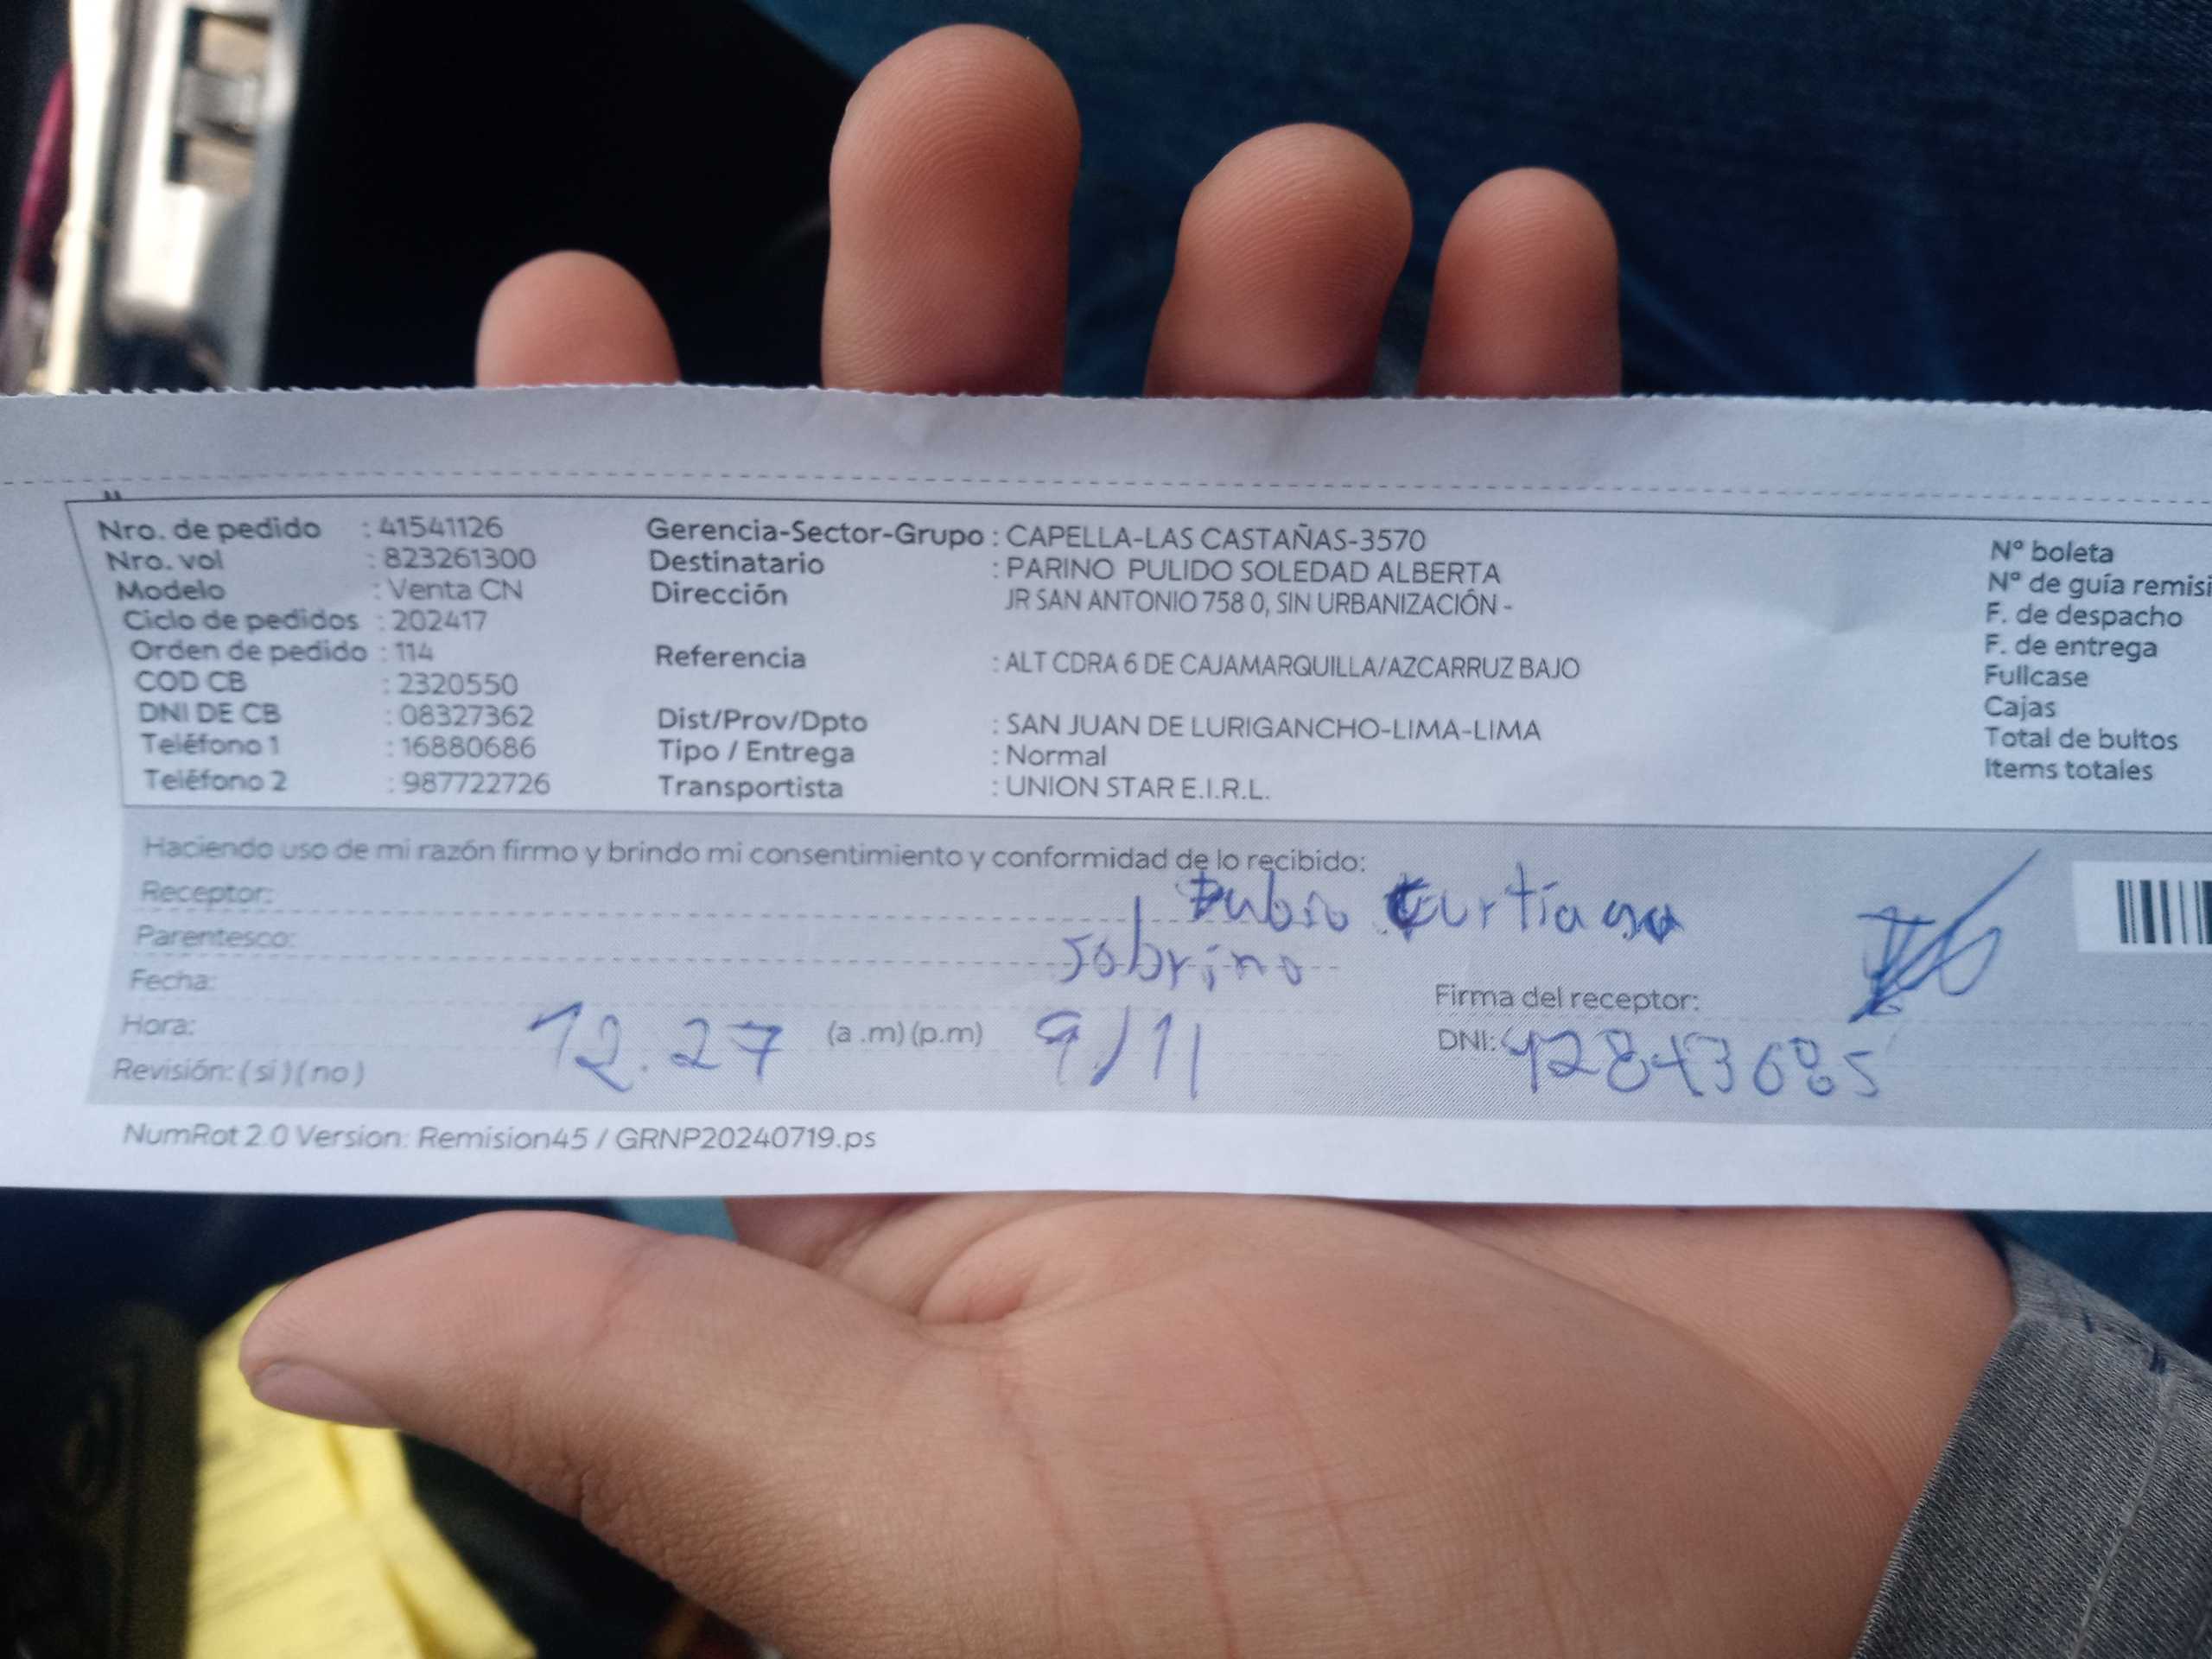 Nro. de pedido : 41541126
Nro. vol : 823261300
Modelo : Venta CN
Ciclo de pedidos : 202417
Orden de pedido : 114
COD CB : 2320550
DNI DE CB : 08327362
Teléfono 1 : 16880686
Teléfono 2 : 987722726
Gerencia-Sector-Grupo : CAPELLA-LAS CASTAÑAS-3570
Destinatario : PARINO PULIDO SOLEDAD ALBERTA
Dirección JR SAN ANTONIO 758 0, SIN URBANIZACIÓN -
Referencia : ALT CDRA 6 DE CAJAMARQUILLA/AZCARRUZ BAJO
Dist/Prov/Dpto : SAN JUAN DE LURIGANCHO-LIMA-LIMA
Tipo / Entrega : Normal
Transportista : UNION STAR E.I.R.L.
Nº boleta
Nº de guía remisi
F. de despacho
F. de entrega
Fullcase
Cajas
Total de bultos
Items totales
Haciendo uso de mi razón firmo y brindo mi consentimiento y conformidad de lo recibido:
Receptor:
Parentesco: sobrino
Fecha:
Hora: 12.27 (a .m) (p.m) 9/11
Revisión: ( si ) ( no )
Firma del receptor:
DNI: 42843685
NumRot 2.0 Version: Remision45 / GRNP20240719.ps